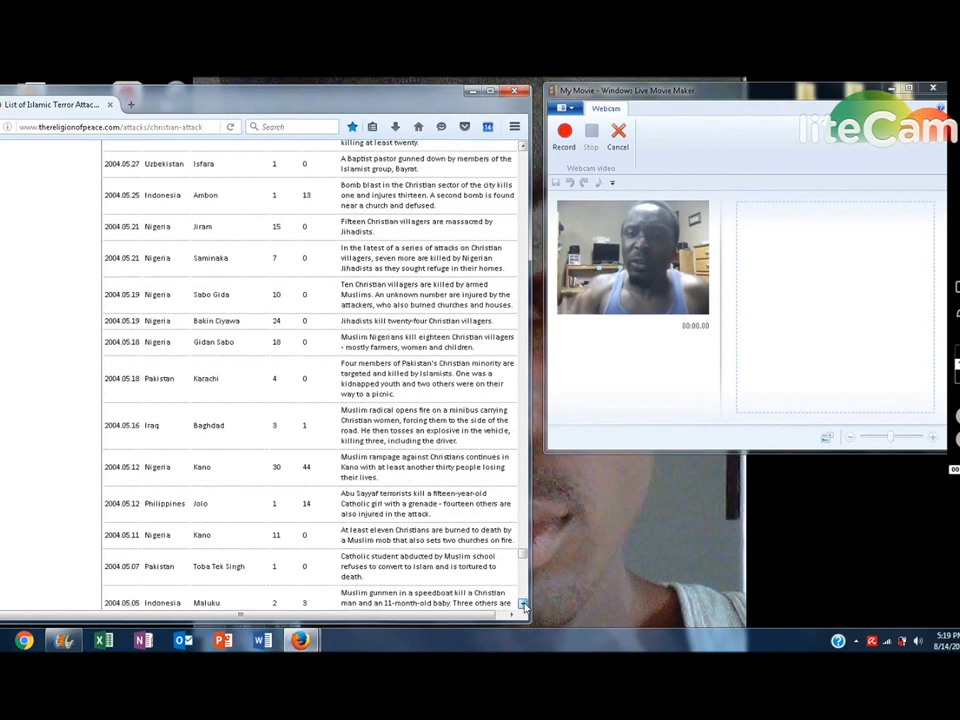 My Movie - Windows Live Movie Maker
List of Islamic Terror Attac...
Webcam
www.thereligionofpeace.com/attacks/christian-attack
Search
14
liteCam
Record
Stop
Cancel
Webcam video
killing at least twenty.
2004.05.27 Uzbekistan Isfara 1 0 A Baptist pastor gunned down by members of the
Islamist group, Bayrat.
2004.05.25 Indonesia Ambon 1 13 Bomb blast in the Christian sector of the city kills
one and injures thirteen. A second bomb is found
near a church and defused.
2004.05.21 Nigeria Jiram 15 0 Fifteen Christian villagers are massacred by
Jihadists.
2004.05.21 Nigeria Saminaka 7 0 In the latest of a series of attacks on Christian
villagers, seven more are killed by Nigerian
Jihadists as they sought refuge in their homes.
2004.05.19 Nigeria Sabo Gida 10 0 Ten Christian villagers are killed by armed
Muslims. An unknown number are injured by the
attackers, who also burned churches and houses.
2004.05.19 Nigeria Bakin Ciyawa 24 0 Jihadists kill twenty-four Christian villagers.
2004.05.18 Nigeria Gidan Sabo 18 0 Muslim Nigerians kill eighteen Christian villagers
- mostly farmers, women and children.
2004.05.18 Pakistan Karachi 4 0 Four members of Pakistan's Christian minority are
targeted and killed by Islamists. One was a
kidnapped youth and two others were on their
way to a picnic.
2004.05.16 Iraq Baghdad 3 1 Muslim radical opens fire on a minibus carrying
Christian women, forcing them to the side of the
road. He then tosses an explosive in the vehicle,
killing three, including the driver.
2004.05.12 Nigeria Kano 30 44 Muslim rampage against Christians continues in
Kano with at least another thirty people losing
their lives.
2004.05.12 Philippines Jolo 1 14 Abu Sayyaf terrorists kill a fifteen-year-old
Catholic girl with a grenade - fourteen others are
also injured in the attack.
2004.05.11 Nigeria Kano 11 0 At least eleven Christians are burned to death by
a Muslim mob that also sets two churches on fire.
2004.05.07 Pakistan Toba Tek Singh 1 0 Catholic student abducted by Muslim school
refuses to convert to Islam and is tortured to
death.
2004.05.05 Indonesia Maluku 2 3 Muslim gunmen in a speedboat kill a Christian
man and an 11-month-old baby. Three others are
00:00.00
5:19 PM
8/14/20